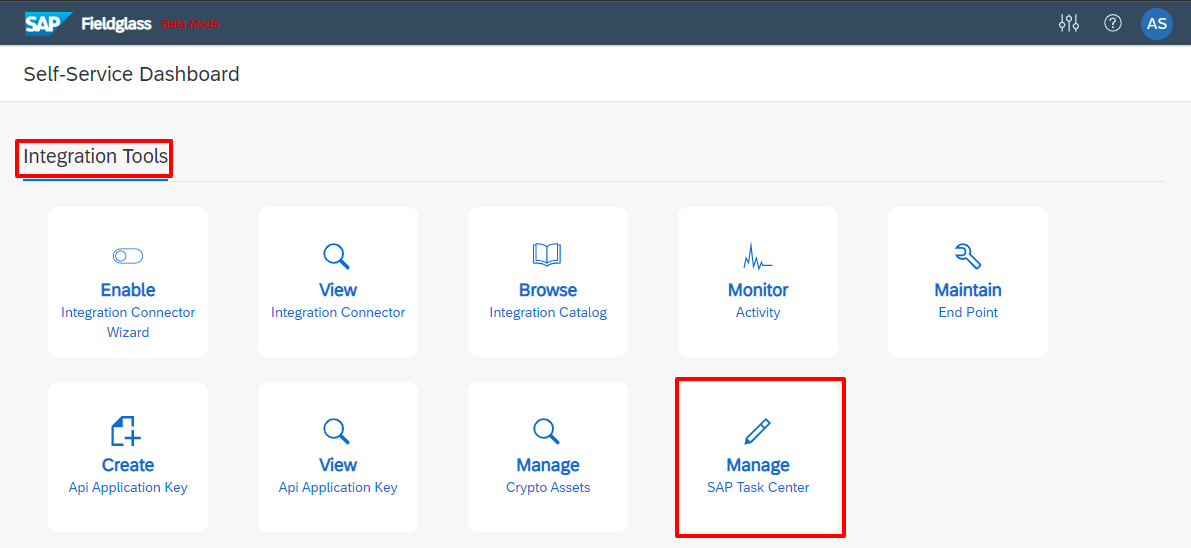 SAP Fieldglass Beta Mode
AS
Self-Service Dashboard
Integration Tools
Enable
Integration Connector
Wizard
View
Integration Connector
Browse
Integration Catalog
Monitor
Activity
Maintain
End Point
Create
Api Application Key
View
Api Application Key
Manage
Crypto Assets
Manage
SAP Task Center